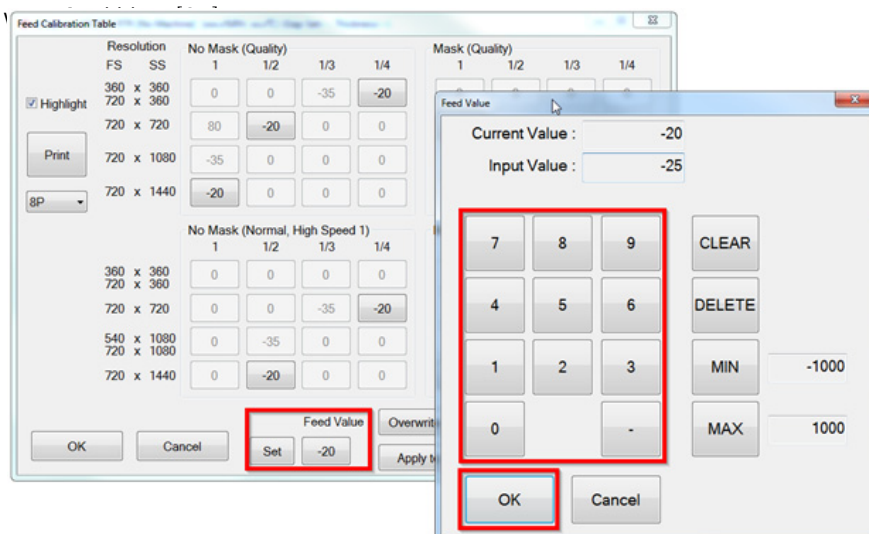 Feed Calibration Table
Resolution
FS SS
No Mask (Quality)
1 1/2 1/3 1/4
Mask (Quality)
1 1/2 1/3 1/4
Highlight
360 x 360
720 x 360
0 0 -35 -20
720 x 720
80 -20 0 0
Print
720 x 1080
-35 0 0 0
8P
720 x 1440
-20 0 0 0
No Mask (Normal, High Speed 1)
1 1/2 1/3 1/4
360 x 360
720 x 360
0 0 0 0
720 x 720
0 0 -35 -20
540 x 1080
720 x 1080
0 -35 0 0
720 x 1440
0 -20 0 0
Feed Value
OK
Cancel
Set
-20
Feed Value
Current Value : -20
Input Value : -25
7 8 9 CLEAR
4 5 6 DELETE
1 2 3 MIN -1000
0 - MAX 1000
OK Cancel